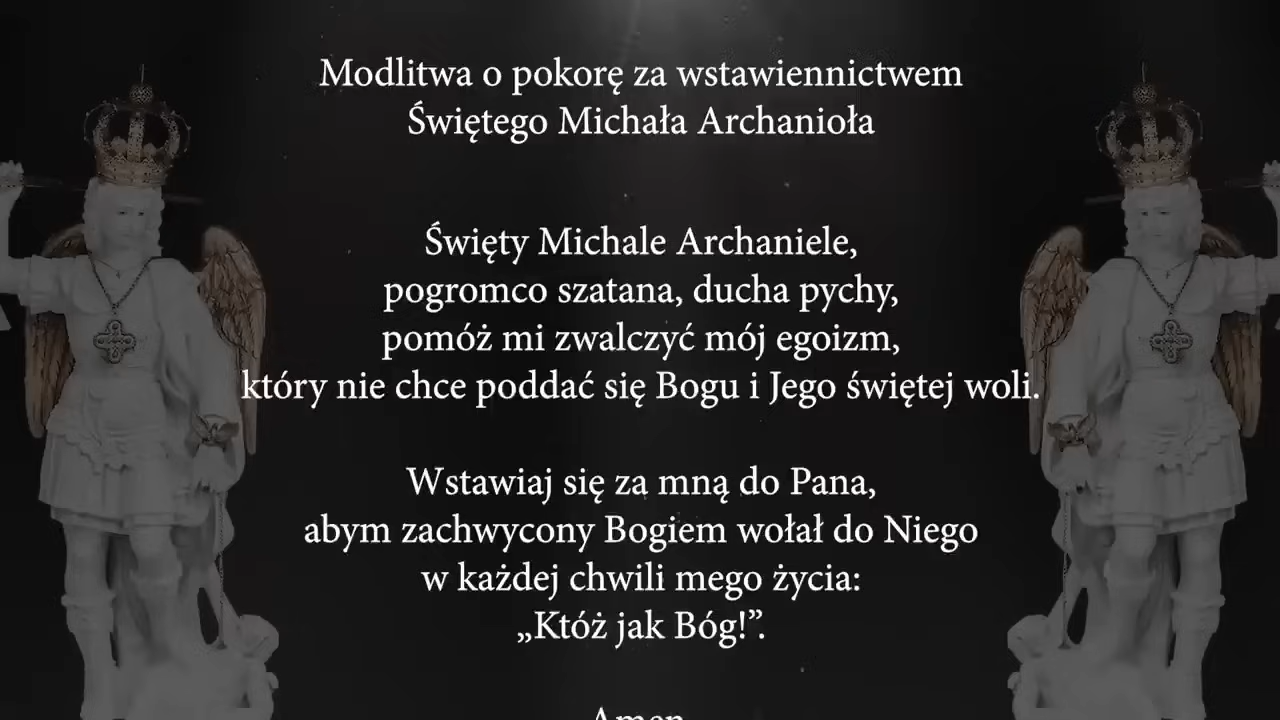 Modlitwa o pokorę za wstawiennictwem
Świętego Michała Archanioła
Święty Michale Archaniele,
pogromco szatana, ducha pychy,
pomóż mi zwalczyć mój egoizm,
który nie chce poddać się Bogu i Jego świętej woli.
Wstawiaj się za mną do Pana,
abym zachwycony Bogiem wołał do Niego
w każdej chwili mego życia:
„Któż jak Bóg!”.
Amen